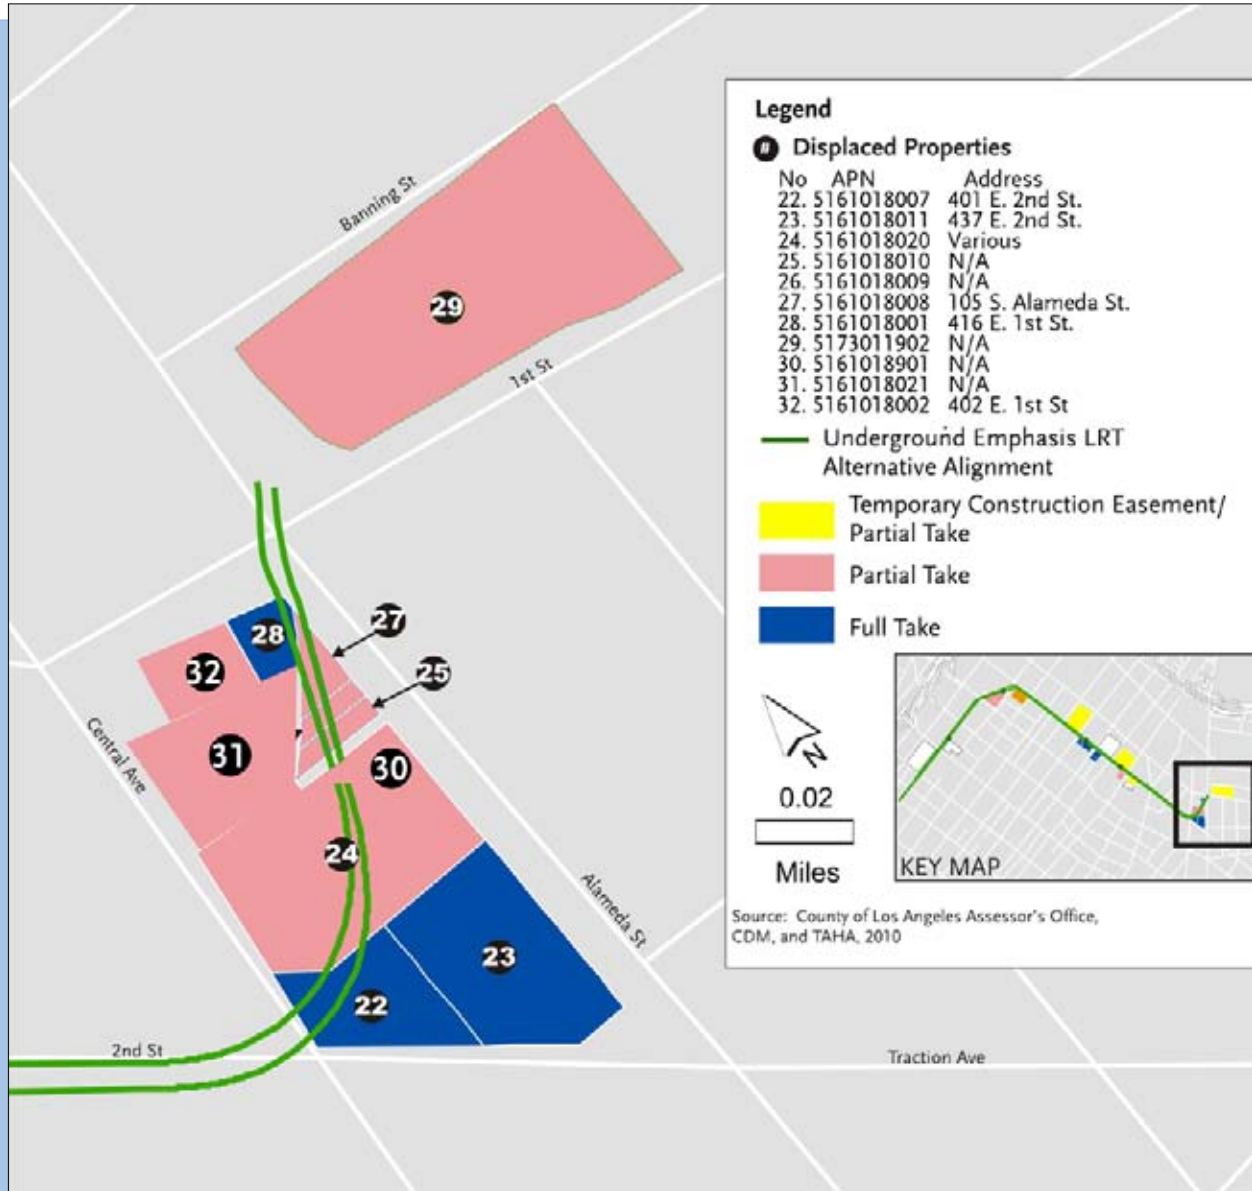 Legend
# Displaced Properties
No APN Address
22. 5161018007 401 E. 2nd St.
23. 5161018011 437 E. 2nd St.
24. 5161018020 Various
25. 5161018010 N/A
26. 5161018009 N/A
27. 5161018008 105 S. Alameda St.
28. 5161018001 416 E. 1st St.
29. 5173011902 N/A
30. 5161018901 N/A
31. 5161018021 N/A
32. 5161018002 402 E. 1st St
Underground Emphasis LRT
Alternative Alignment
Temporary Construction Easement/
Partial Take
Partial Take
Full Take
N
0.02
Miles
KEY MAP
Source: County of Los Angeles Assessor's Office,
CDM, and TAHA, 2010
Banning St
29
1st St
27
28
32
25
Central Ave
31
30
24
Alameda St
23
22
2nd St
Traction Ave